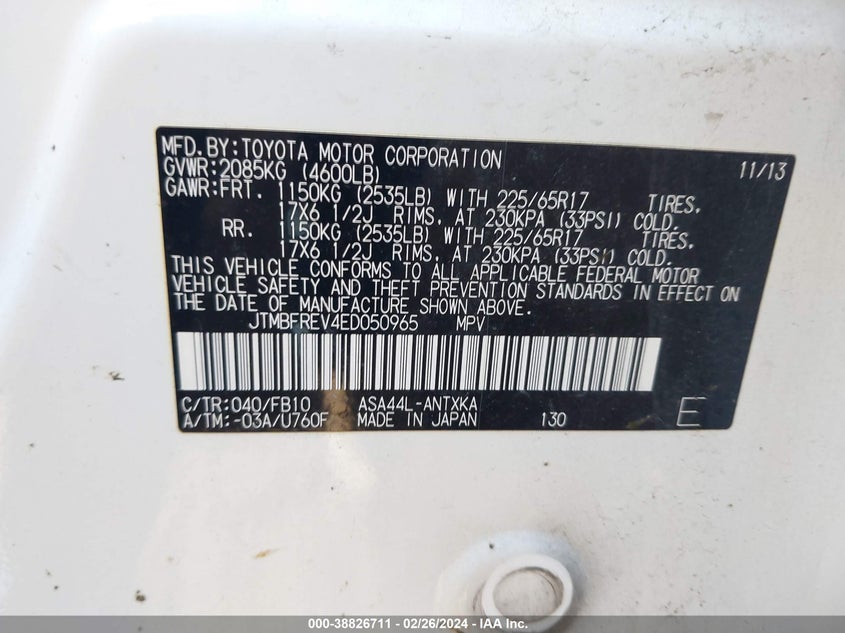 MFD.BY:TOYOTA MOTOR CORPORATION 11/13
GVWR:2085KG (4600LB)
GAWR:FRT. 1150KG (2535LB) WITH 225/65R17 TIRES.
17X6 1/2J RIMS. AT 230KPA (33PSI) COLD.
RR. 1150KG (2535LB) WITH 225/65R17 TIRES.
17X6 1/2J RIMS. AT 230KPA (33PSI) COLD.
THIS VEHICLE CONFORMS TO ALL APPLICABLE FEDERAL MOTOR
VEHICLE SAFETY AND THEFT PREVENTION STANDARDS IN EFFECT ON
THE DATE OF MANUFACTURE SHOWN ABOVE.
JTMBFREV4ED050965 MPV
C/TR:040/FB10 ASA44L-ANTXKA
A/TM:-03A/U760F MADE IN JAPAN 130 E
000-38826711 - 02/26/2024 - IAA Inc.